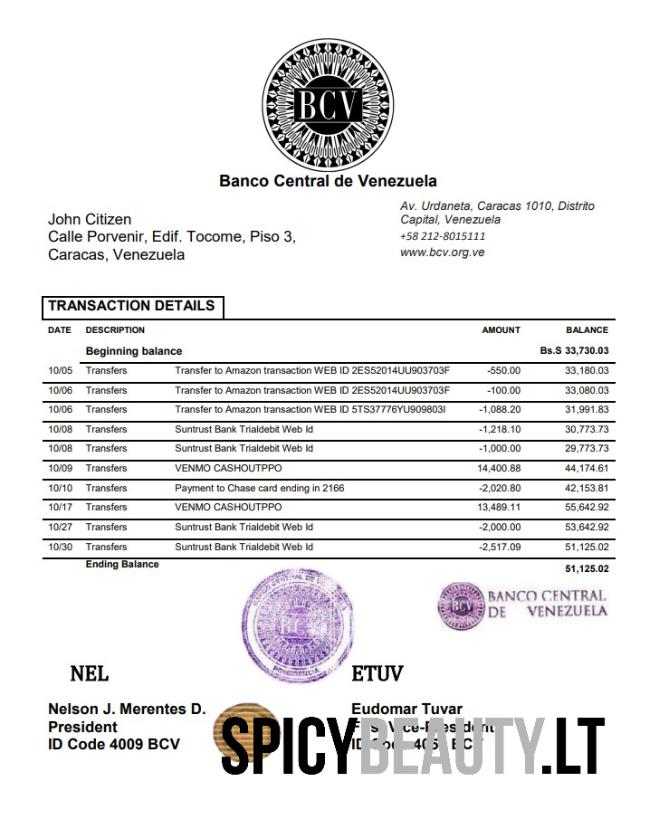 BCV
Banco Central de Venezuela
John Citizen
Calle Porvenir, Edif. Tocome, Piso 3,
Caracas, Venezuela
Av. Urdaneta, Caracas 1010, Distrito
Capital, Venezuela
+58 212-8015111
www.bcv.org.ve
TRANSACTION DETAILS
DATE DESCRIPTION AMOUNT BALANCE
Beginning balance Bs.S 33,730.03
10/05 Transfers Transfer to Amazon transaction WEB ID 2ES52014UU903703F -550.00 33,180.03
10/06 Transfers Transfer to Amazon transaction WEB ID 2ES52014UU903703F -100.00 33,080.03
10/06 Transfers Transfer to Amazon transaction WEB ID 5TS37776YU909803I -1,088.20 31,991.83
10/08 Transfers Suntrust Bank Trialdebit Web Id -1,218.10 30,773.73
10/08 Transfers Suntrust Bank Trialdebit Web Id -1,000.00 29,773.73
10/09 Transfers VENMO CASHOUTPPO 14,400.88 44,174.61
10/10 Transfers Payment to Chase card ending in 2166 -2,020.80 42,153.81
10/17 Transfers VENMO CASHOUTPPO 13,489.11 55,642.92
10/27 Transfers Suntrust Bank Trialdebit Web Id -2,000.00 53,642.92
10/30 Transfers Suntrust Bank Trialdebit Web Id -2,517.09 51,125.02
Ending Balance 51,125.02
BANCO CENTRAL DE VENEZUELA
PRESIDENCIA
BCV
BANCO CENTRAL
DE VENEZUELA
NEL ETUV
Nelson J. Merentes D. Eudomar Tuvar
President
ID Code 4009 BCV
SPICYBEAUTY.LT